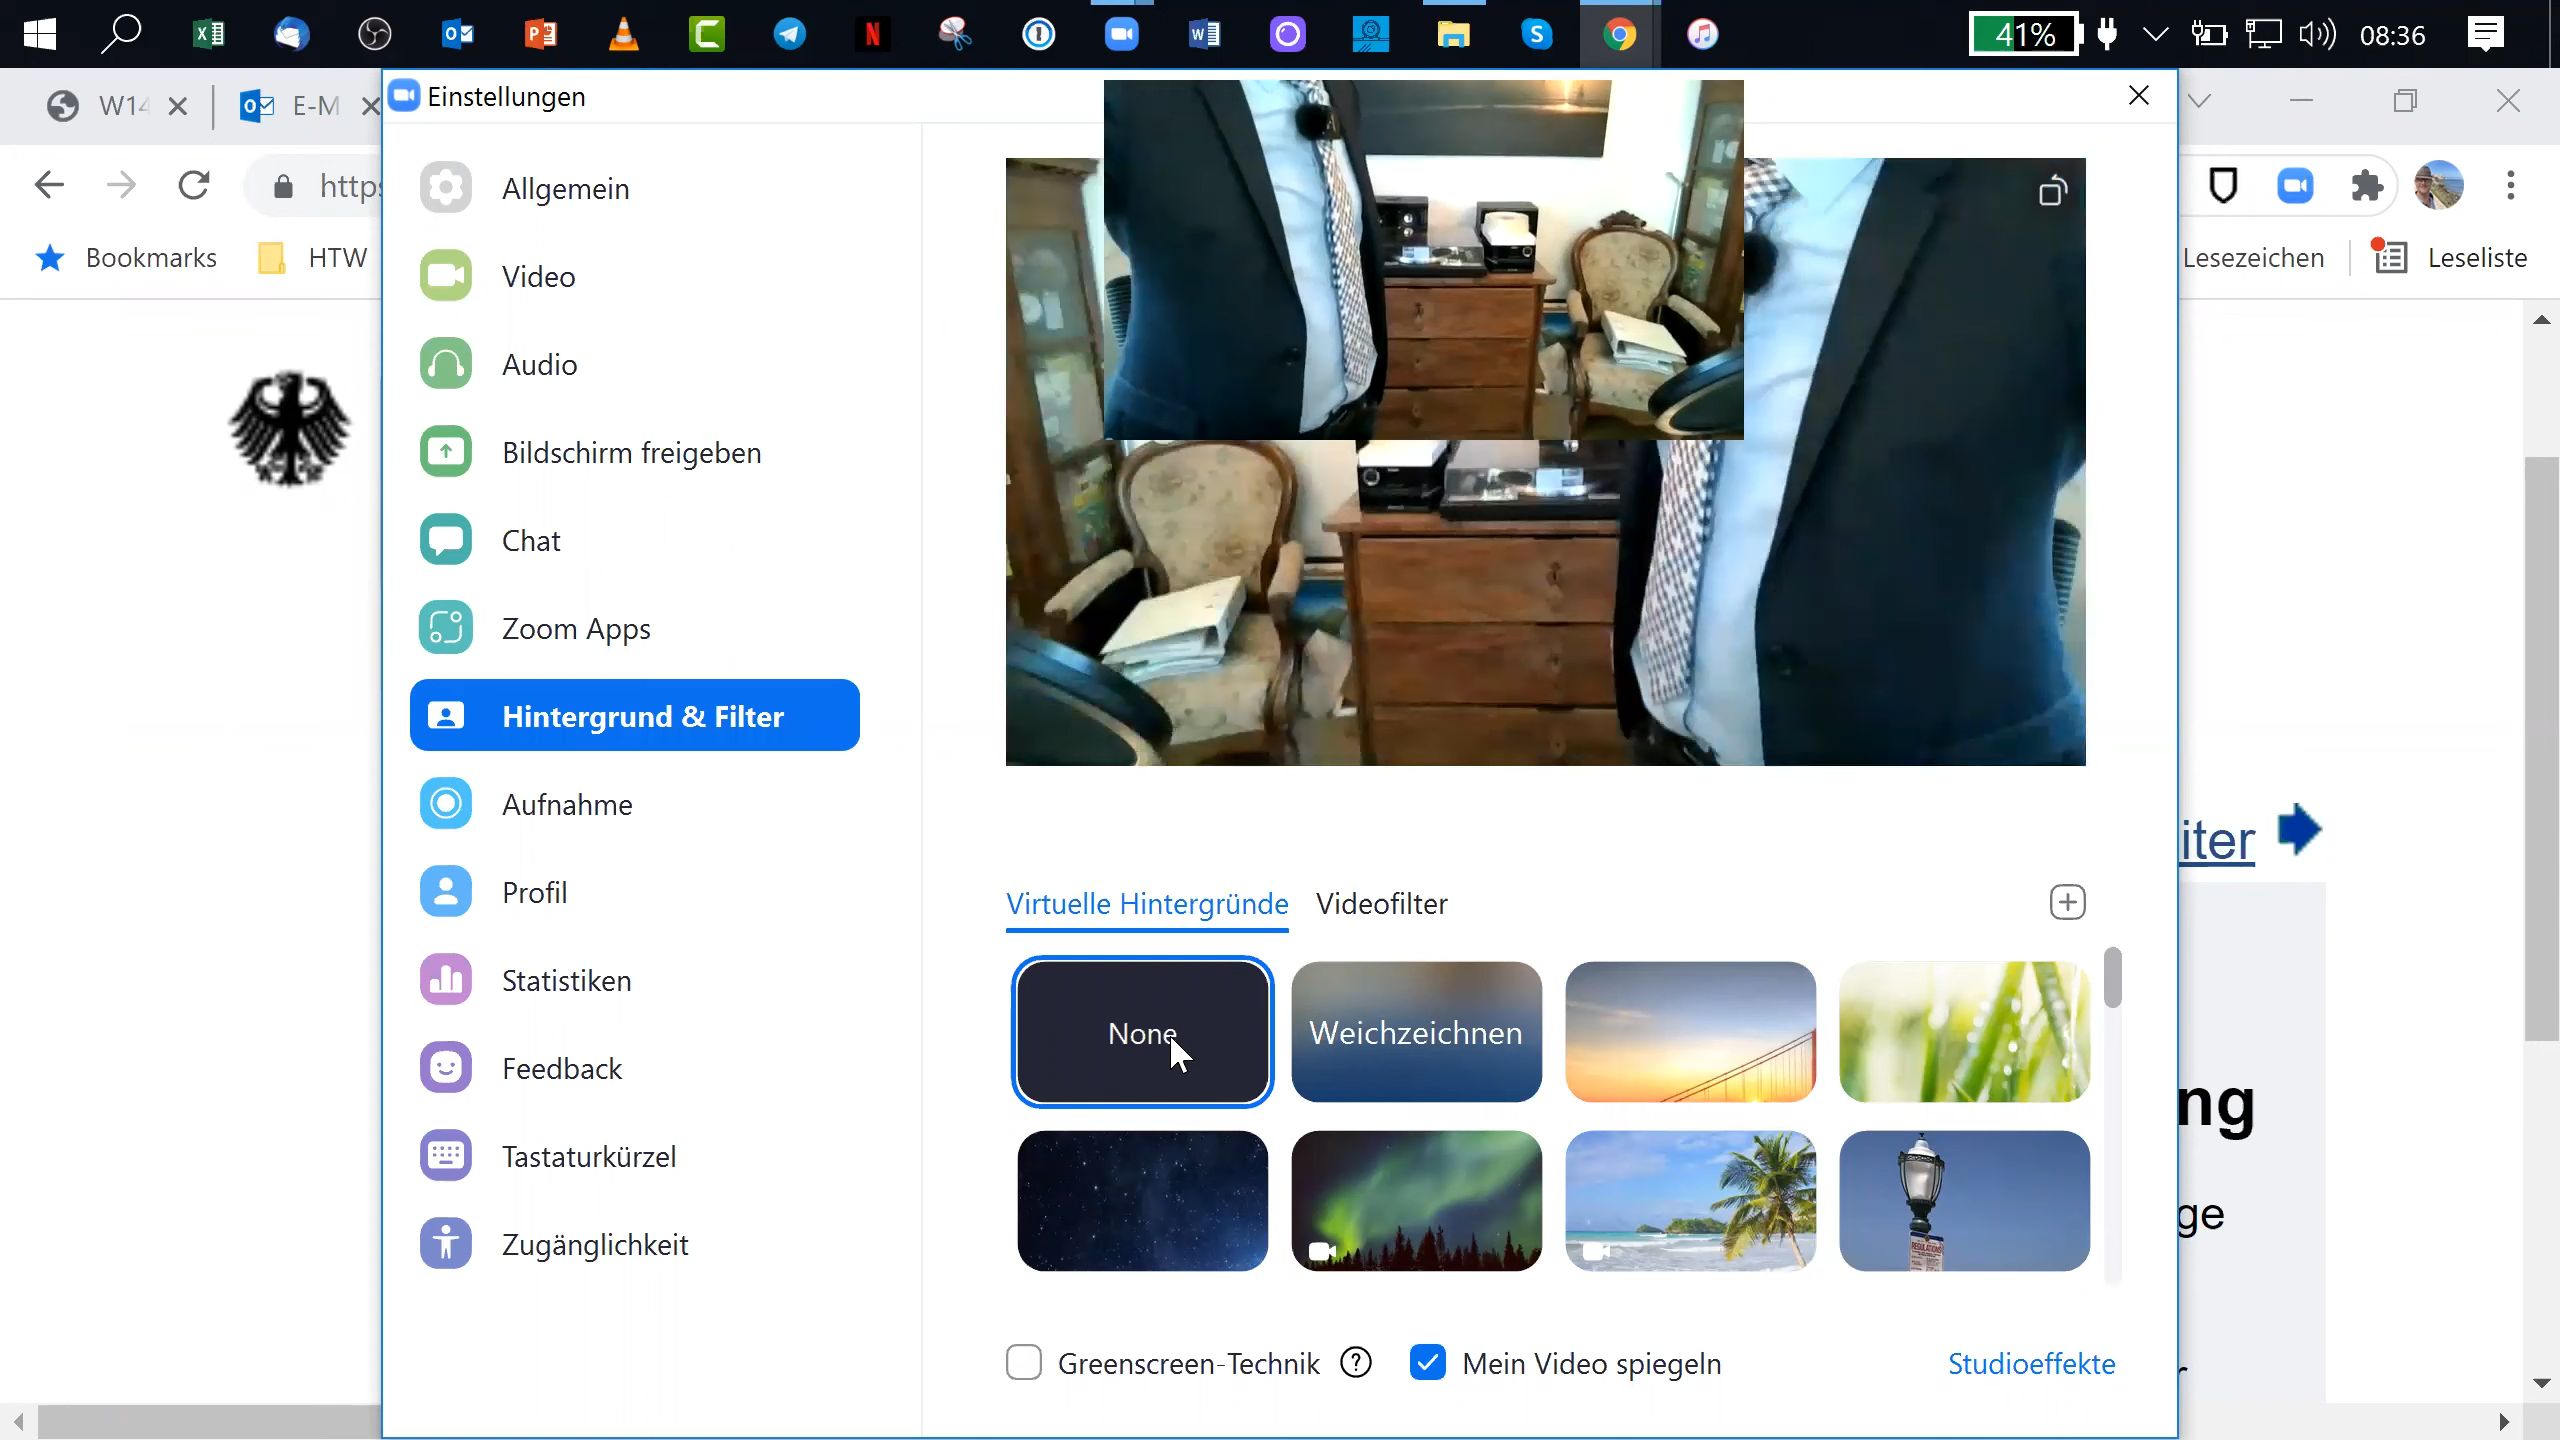 41%
08:36
W14
E-M
Einstellungen
https
Bookmarks
HTW
Lesezeichen
Leseliste
Allgemein
Video
Audio
Bildschirm freigeben
Chat
Zoom Apps
Hintergrund & Filter
Aufnahme
Profil
Statistiken
Feedback
Tastaturkürzel
Zugänglichkeit
Virtuelle Hintergründe Videofilter
None
Weichzeichnen
REGULATIONS
Greenscreen-Technik
Mein Video spiegeln
Studioeffekte
iter
ng
ge